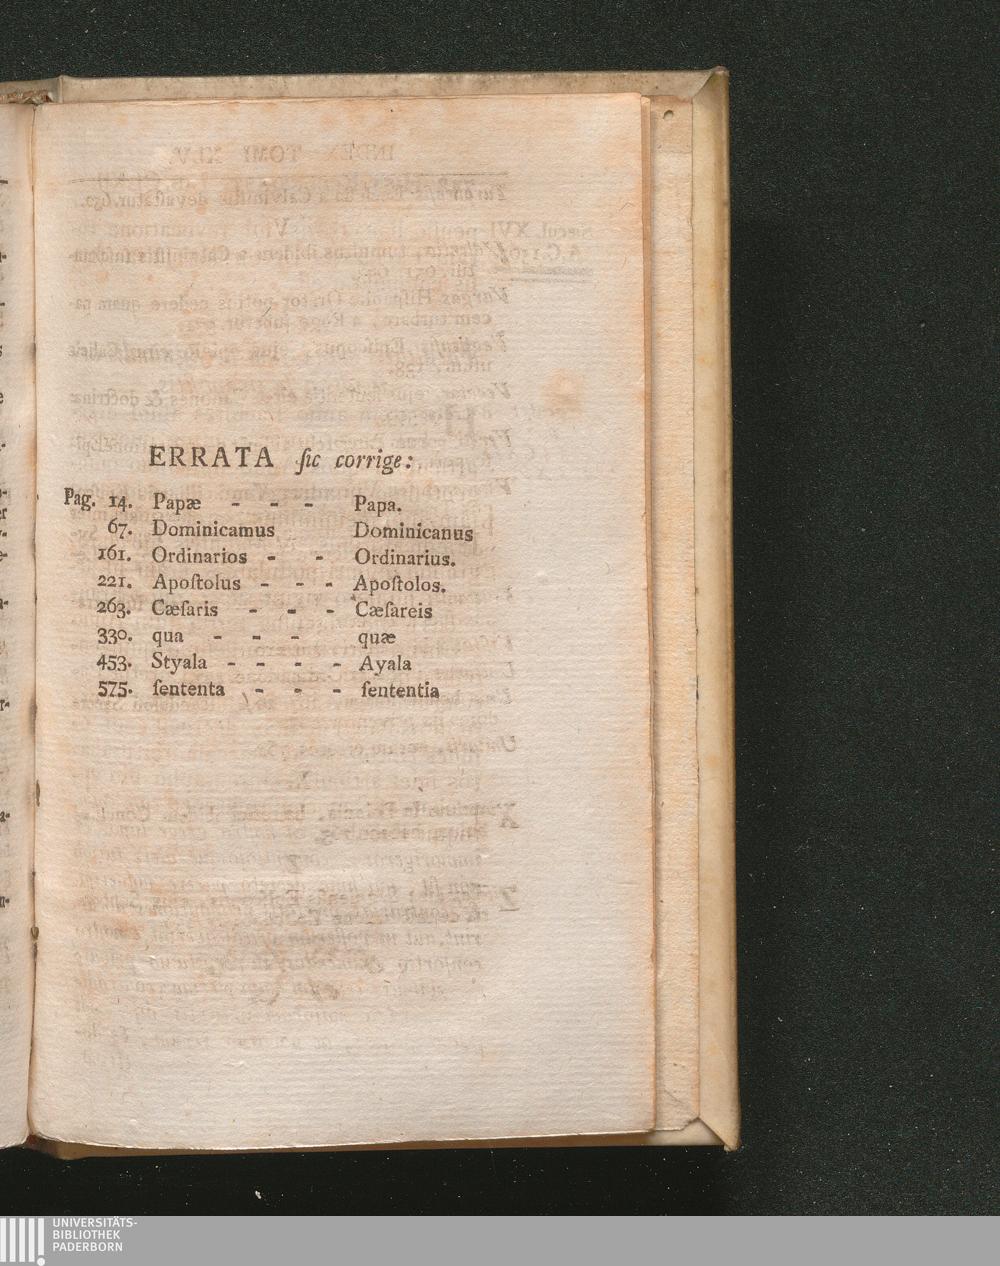 ERRATA ſic corrige:
Pag. 14. Papæ - - - Papa.
67. Dominicamus Dominicanus
161. Ordinarios - - Ordinarius.
221. Apoſtolus - - - Apoſtolos.
263. Cæſaris - - - Cæſareis
330. qua - - - quæ
453. Styala - - - - Ayala
575. ſententa - - - ſententia
UNIVERSITÄTS-
BIBLIOTHEK
PADERBORN